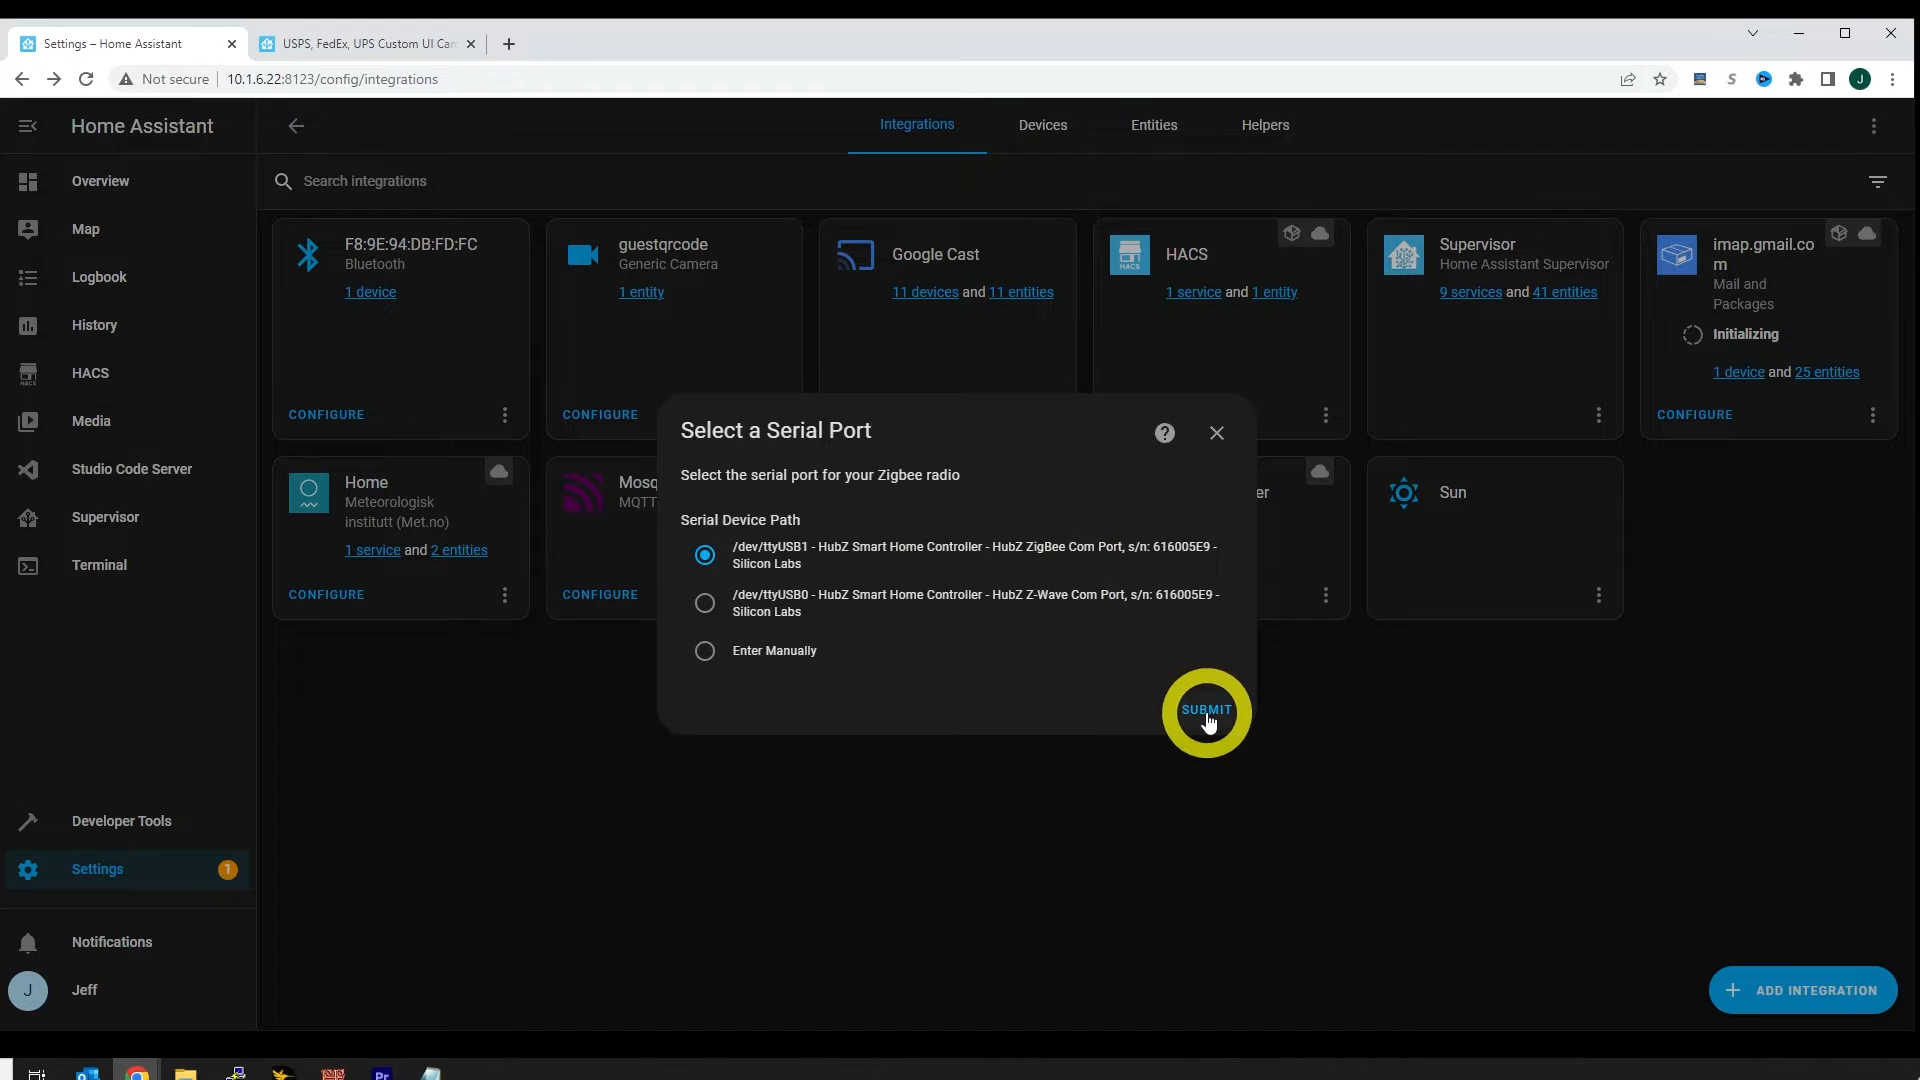 Settings – Home Assistant
USPS, FedEx, UPS Custom UI Car
Not secure
10.1.6.22:8123/config/integrations
S
J
Home Assistant
Integrations
Devices
Entities
Helpers
Overview
Map
Logbook
History
HACS
HACS
Media
Studio Code Server
Supervisor
Terminal
Developer Tools
Settings
1
Notifications
J
Jeff
Search integrations
F8:9E:94:DB:FD:FC
Bluetooth
1 device
CONFIGURE
guestqrcode
Generic Camera
1 entity
CONFIGURE
Google Cast
11 devices and 11 entities
HACS
HACS
1 service and 1 entity
Supervisor
Home Assistant Supervisor
9 services and 41 entities
imap.gmail.co
m
Mail and
Packages
Initializing
1 device and 25 entities
CONFIGURE
Home
Meteorologisk
institutt (Met.no)
1 service and 2 entities
CONFIGURE
Mosq
MQTT
CONFIGURE
er
Sun
Select a Serial Port
?
Select the serial port for your Zigbee radio
Serial Device Path
/dev/ttyUSB1 - HubZ Smart Home Controller - HubZ ZigBee Com Port, s/n: 616005E9 -
Silicon Labs
/dev/ttyUSB0 - HubZ Smart Home Controller - HubZ Z-Wave Com Port, s/n: 616005E9 -
Silicon Labs
Enter Manually
SUBMIT
ADD INTEGRATION
Pr